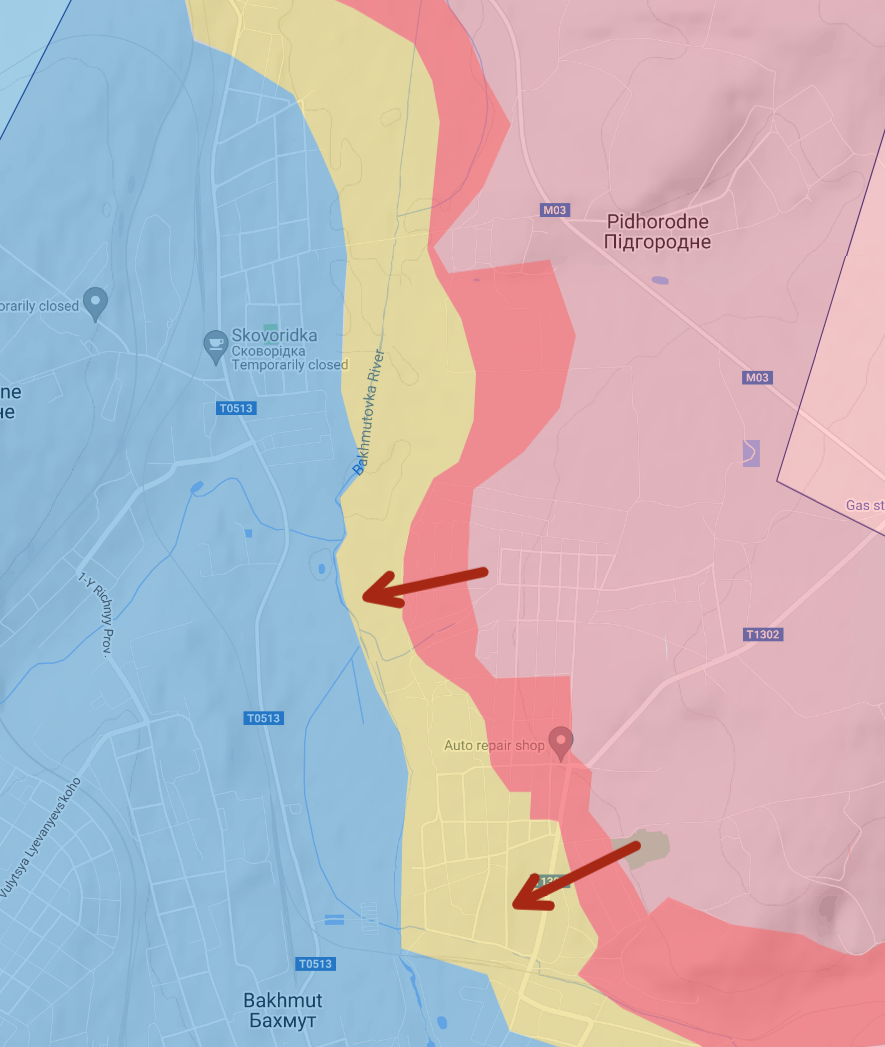 M03
Pidhorodne
Підгородне
orarily closed
Skovoridka
Сковорідка
Temporarily closed
M03
ne
не
T0513
Bakhmutovka River
Gas st
1-Y Richnyy Prov.
T1302
T0513
Auto repair shop
Vulytsya Lyevanyevs'koho
T0513
Bakhmut
Бахмут